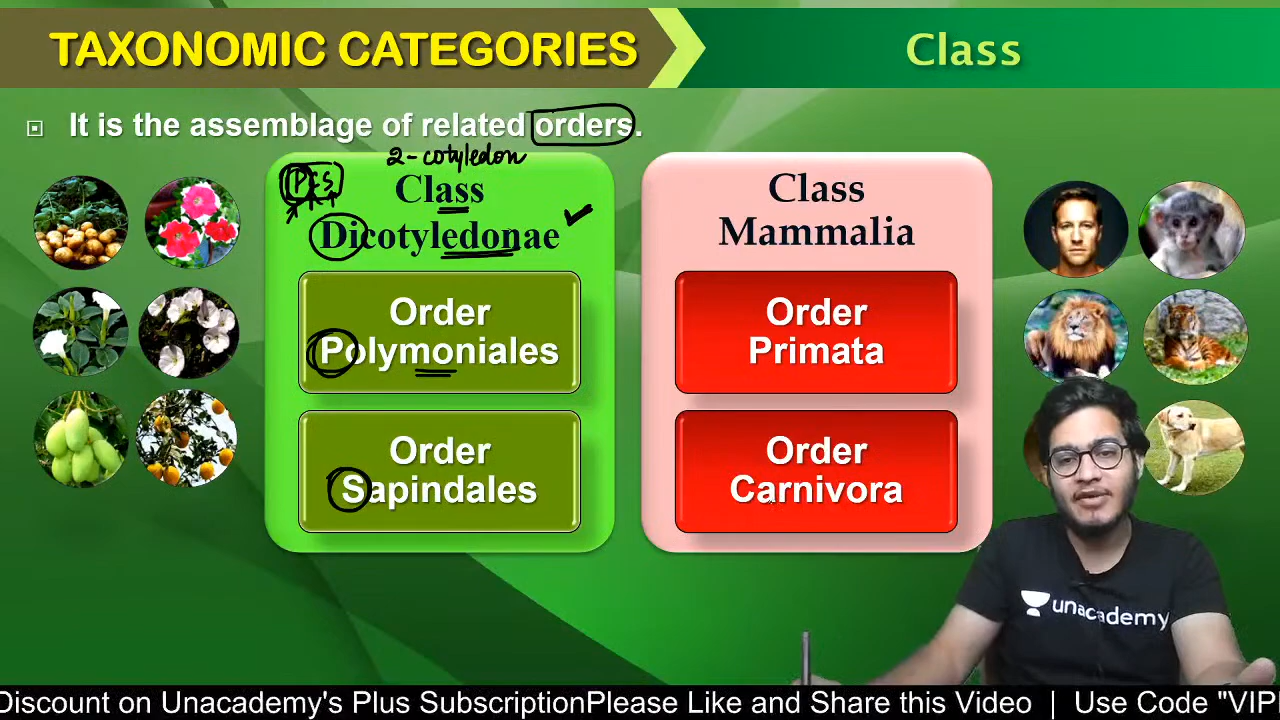 TAXONOMIC CATEGORIES
Class
It is the assemblage of related orders.
2-cotyledon
Class
Dicotyledonae
Order
Polymoniales
Order
Sapindales
Class
Mammalia
Order
Primata
Order
Carnivora
unacademy
Discount on Unacademy's Plus SubscriptionPlease Like and Share this Video | Use Code "VIP